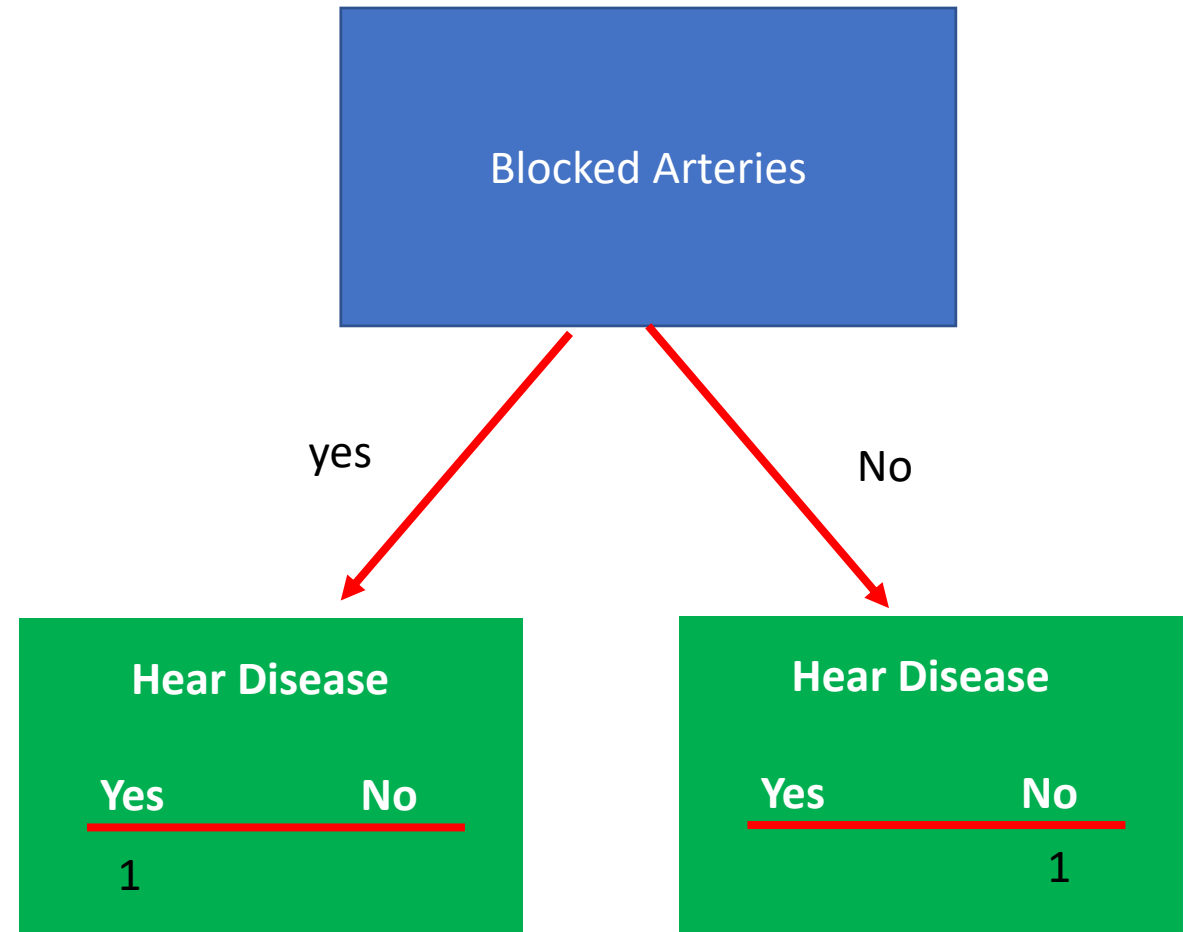 Blocked Arteries
yes
No
Hear Disease
Yes No
1
Hear Disease
Yes No
1